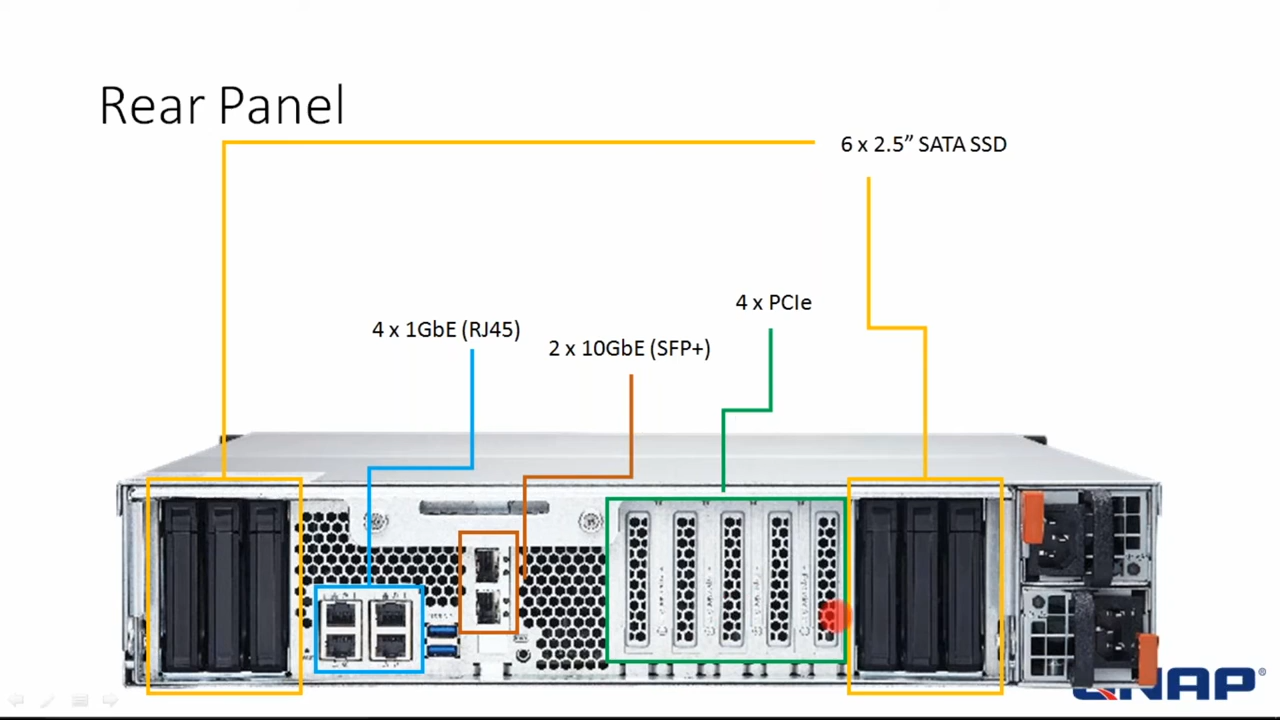 Rear Panel
6 x 2.5” SATA SSD
4 x PCIe
4 x 1GbE (RJ45)
2 x 10GbE (SFP+)
QNAP®